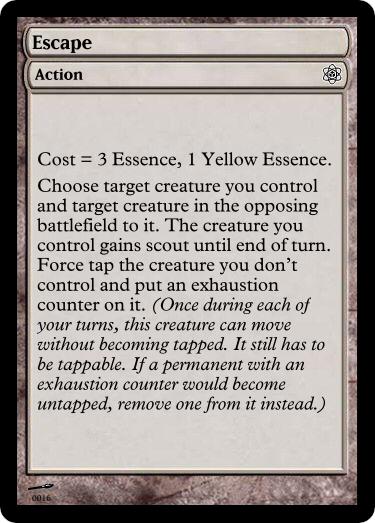 Escape
Action
Cost = 3 Essence, 1 Yellow Essence.
Choose target creature you control
and target creature in the opposing
battlefield to it. The creature you
control gains scout until end of turn.
Force tap the creature you don't
control and put an exhaustion
counter on it. (Once during each of
your turns, this creature can move
without becoming tapped. It still has to
be tappable. If a permanent with an
exhaustion counter would become
untapped, remove one from it instead.)
0016